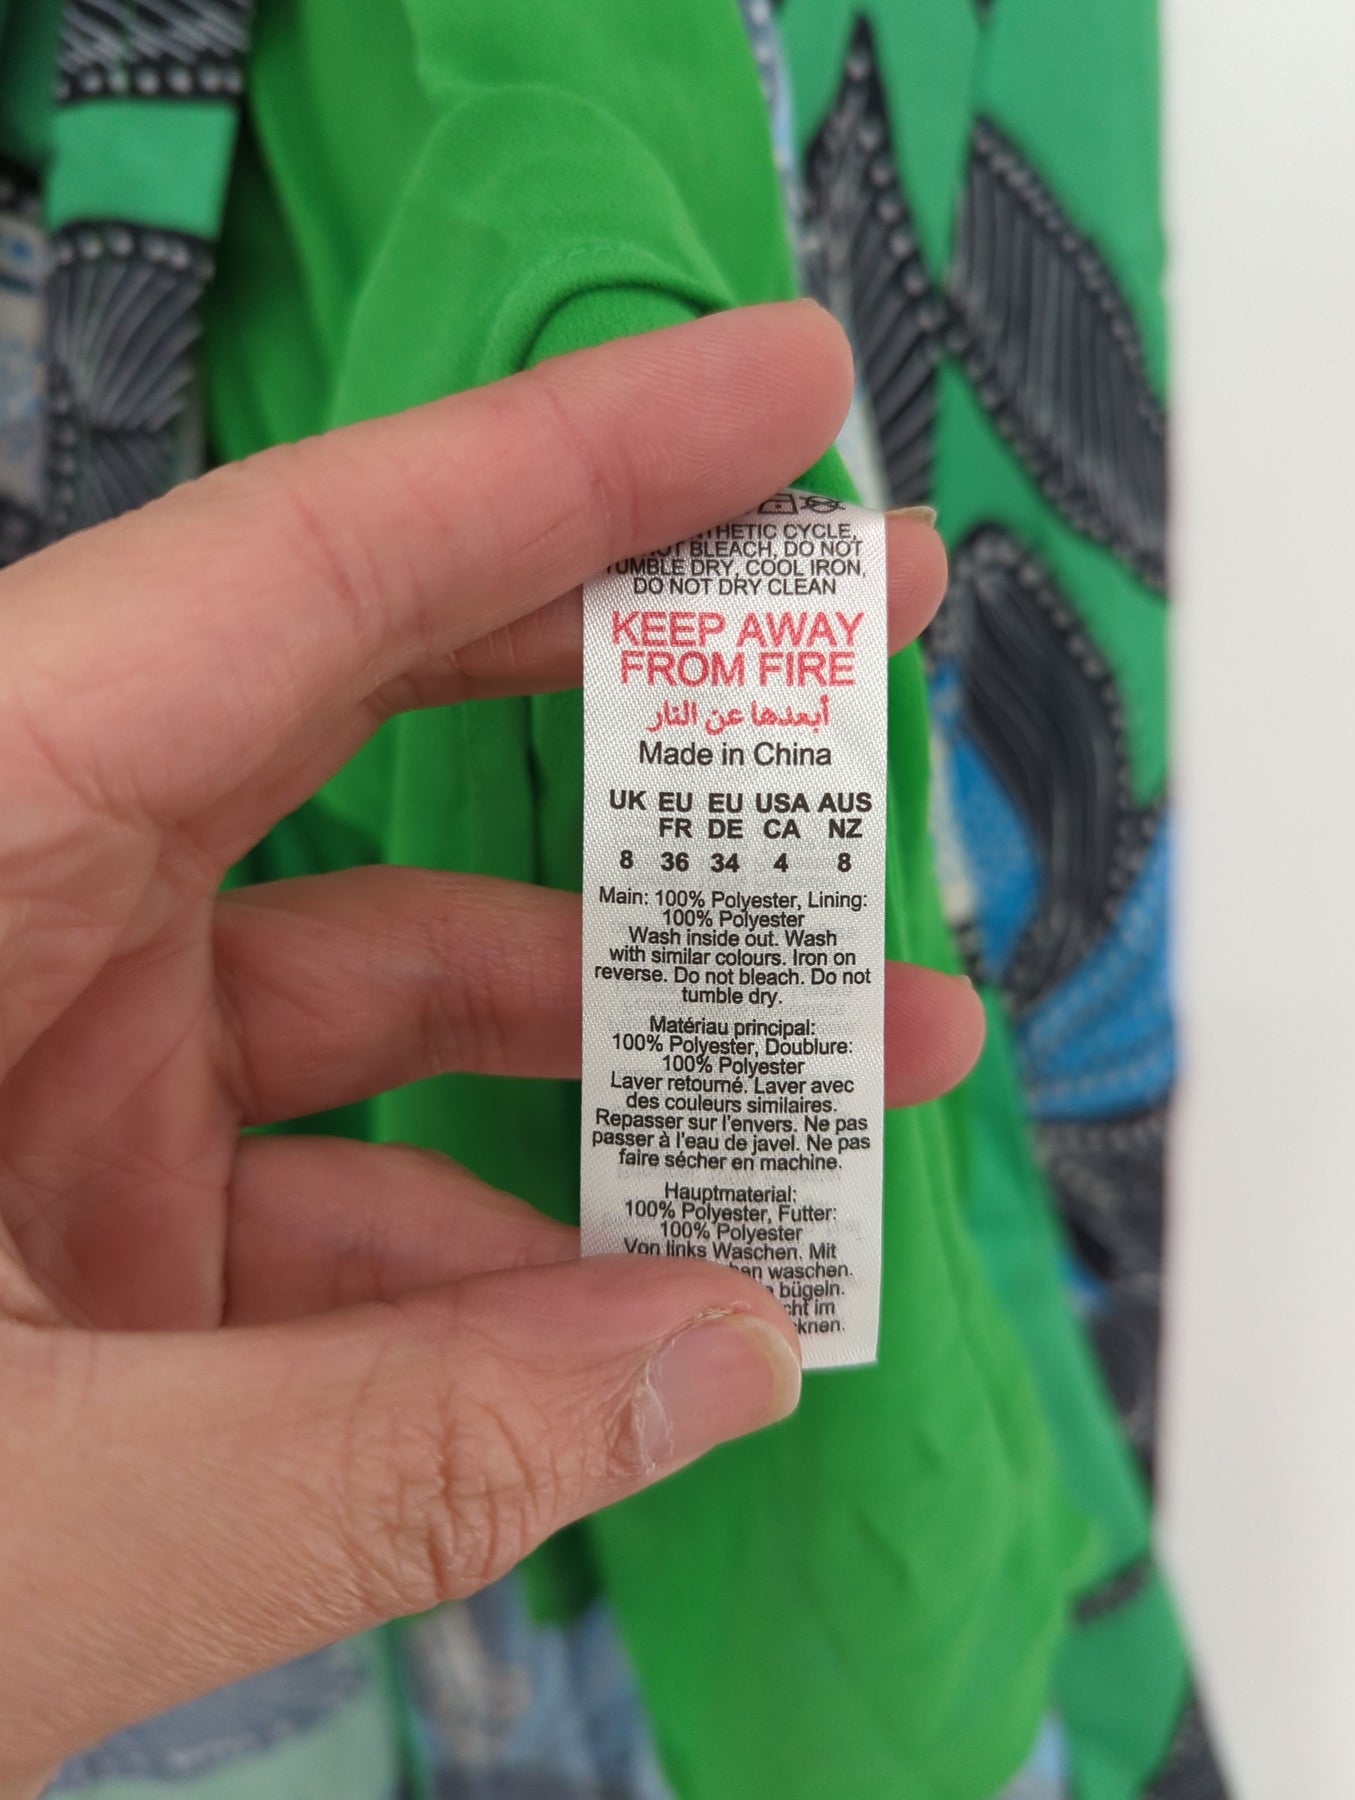 CYCLE,
BLEACH, DO NOT
TUMBLE DRY, COOL IRON,
DO NOT DRY CLEAN
KEEP AWAY
FROM FIRE
أبعدها عن النار
Made in China
UK EU EU USA AUS
FR DE CA NZ
8 36 34 4 8
Main: 100% Polyester, Lining:
100% Polyester
Wash inside out. Wash
with similar colours. Iron on
reverse. Do not bleach. Do not
tumble dry.
Matériau principal:
100% Polyester, Doublure:
100% Polyester
Laver retourné. Laver avec
des couleurs similaires.
Repasser sur l'envers. Ne pas
passer à l'eau de javel. Ne pas
faire sécher en machine.
Hauptmaterial:
100% Polyester, Futter:
100% Polyester
Von links Waschen. Mit
waschen.
bügeln.
im